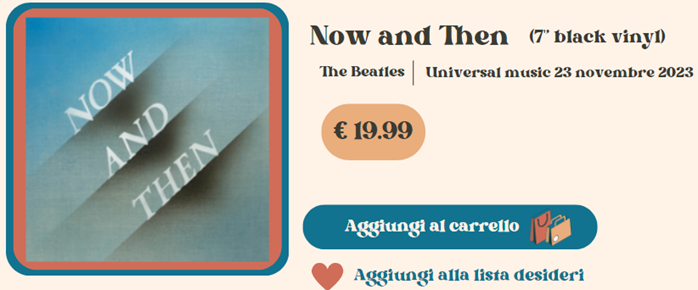 NOW
AND
THEN
Now and Then (7" black vinyl)
The Beatles | Universal music 23 novembre 2023
€ 19.99
Aggiungi al carrello
Aggiungi alla lista desideri